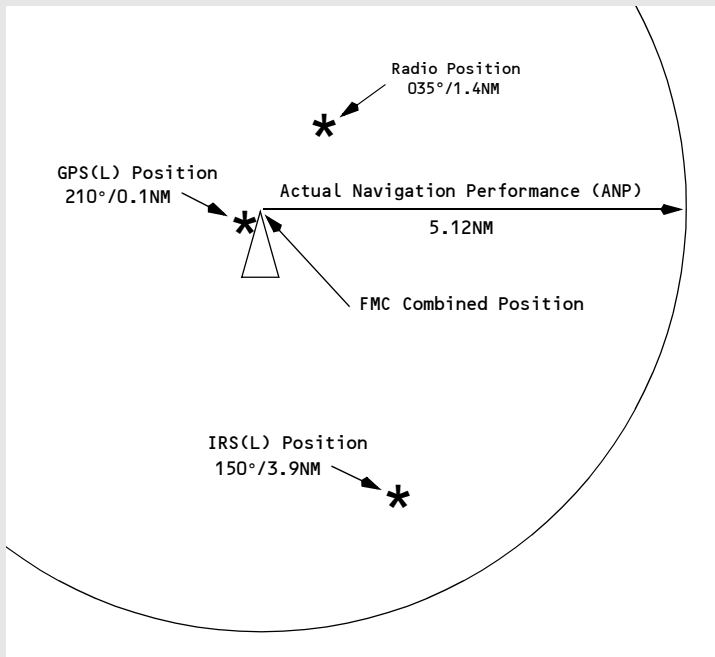 Radio Position
035°/1.4NM
GPS(L) Position
210°/0.1NM
Actual Navigation Performance (ANP)
5.12NM
FMC Combined Position
IRS(L) Position
150°/3.9NM